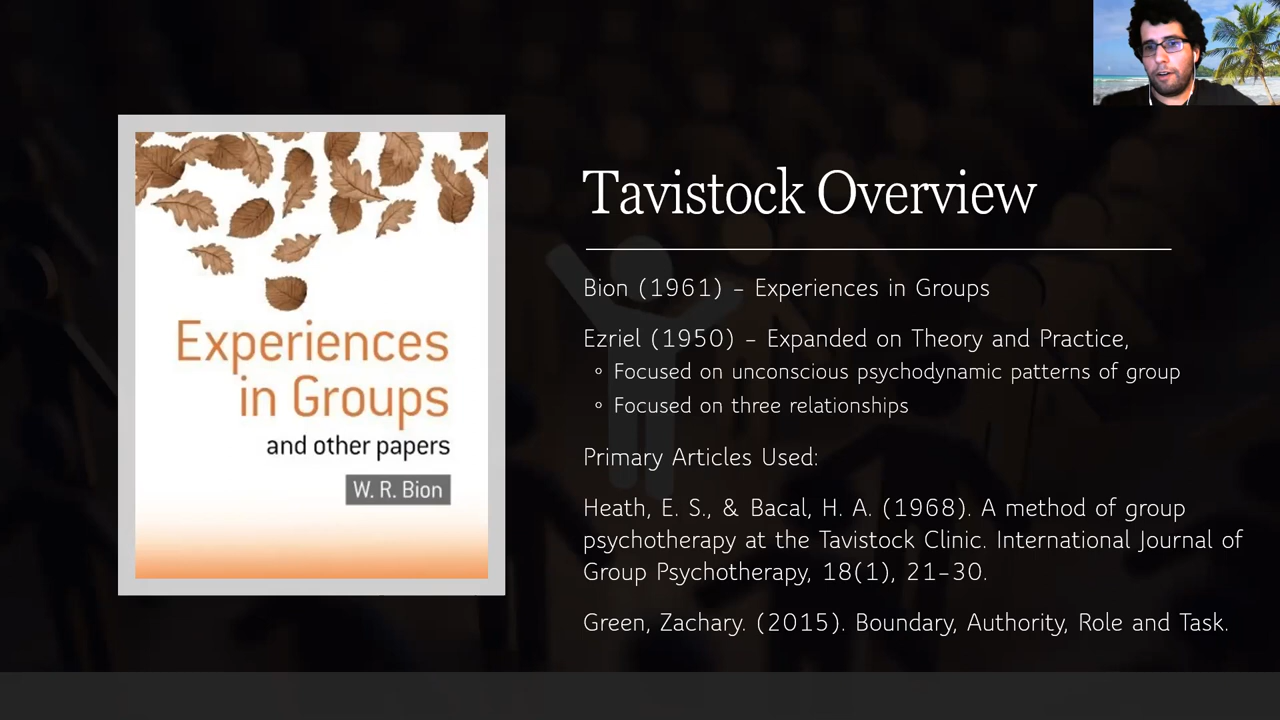 Experiences
in Groups
and other papers
W. R. Bion
Tavistock Overview
Bion (1961) – Experiences in Groups
Ezriel (1950) – Expanded on Theory and Practice,
◦ Focused on unconscious psychodynamic patterns of group
◦ Focused on three relationships
Primary Articles Used:
Heath, E. S., & Bacal, H. A. (1968). A method of group
psychotherapy at the Tavistock Clinic. International Journal of
Group Psychotherapy, 18(1), 21–30.
Green, Zachary. (2015). Boundary, Authority, Role and Task.